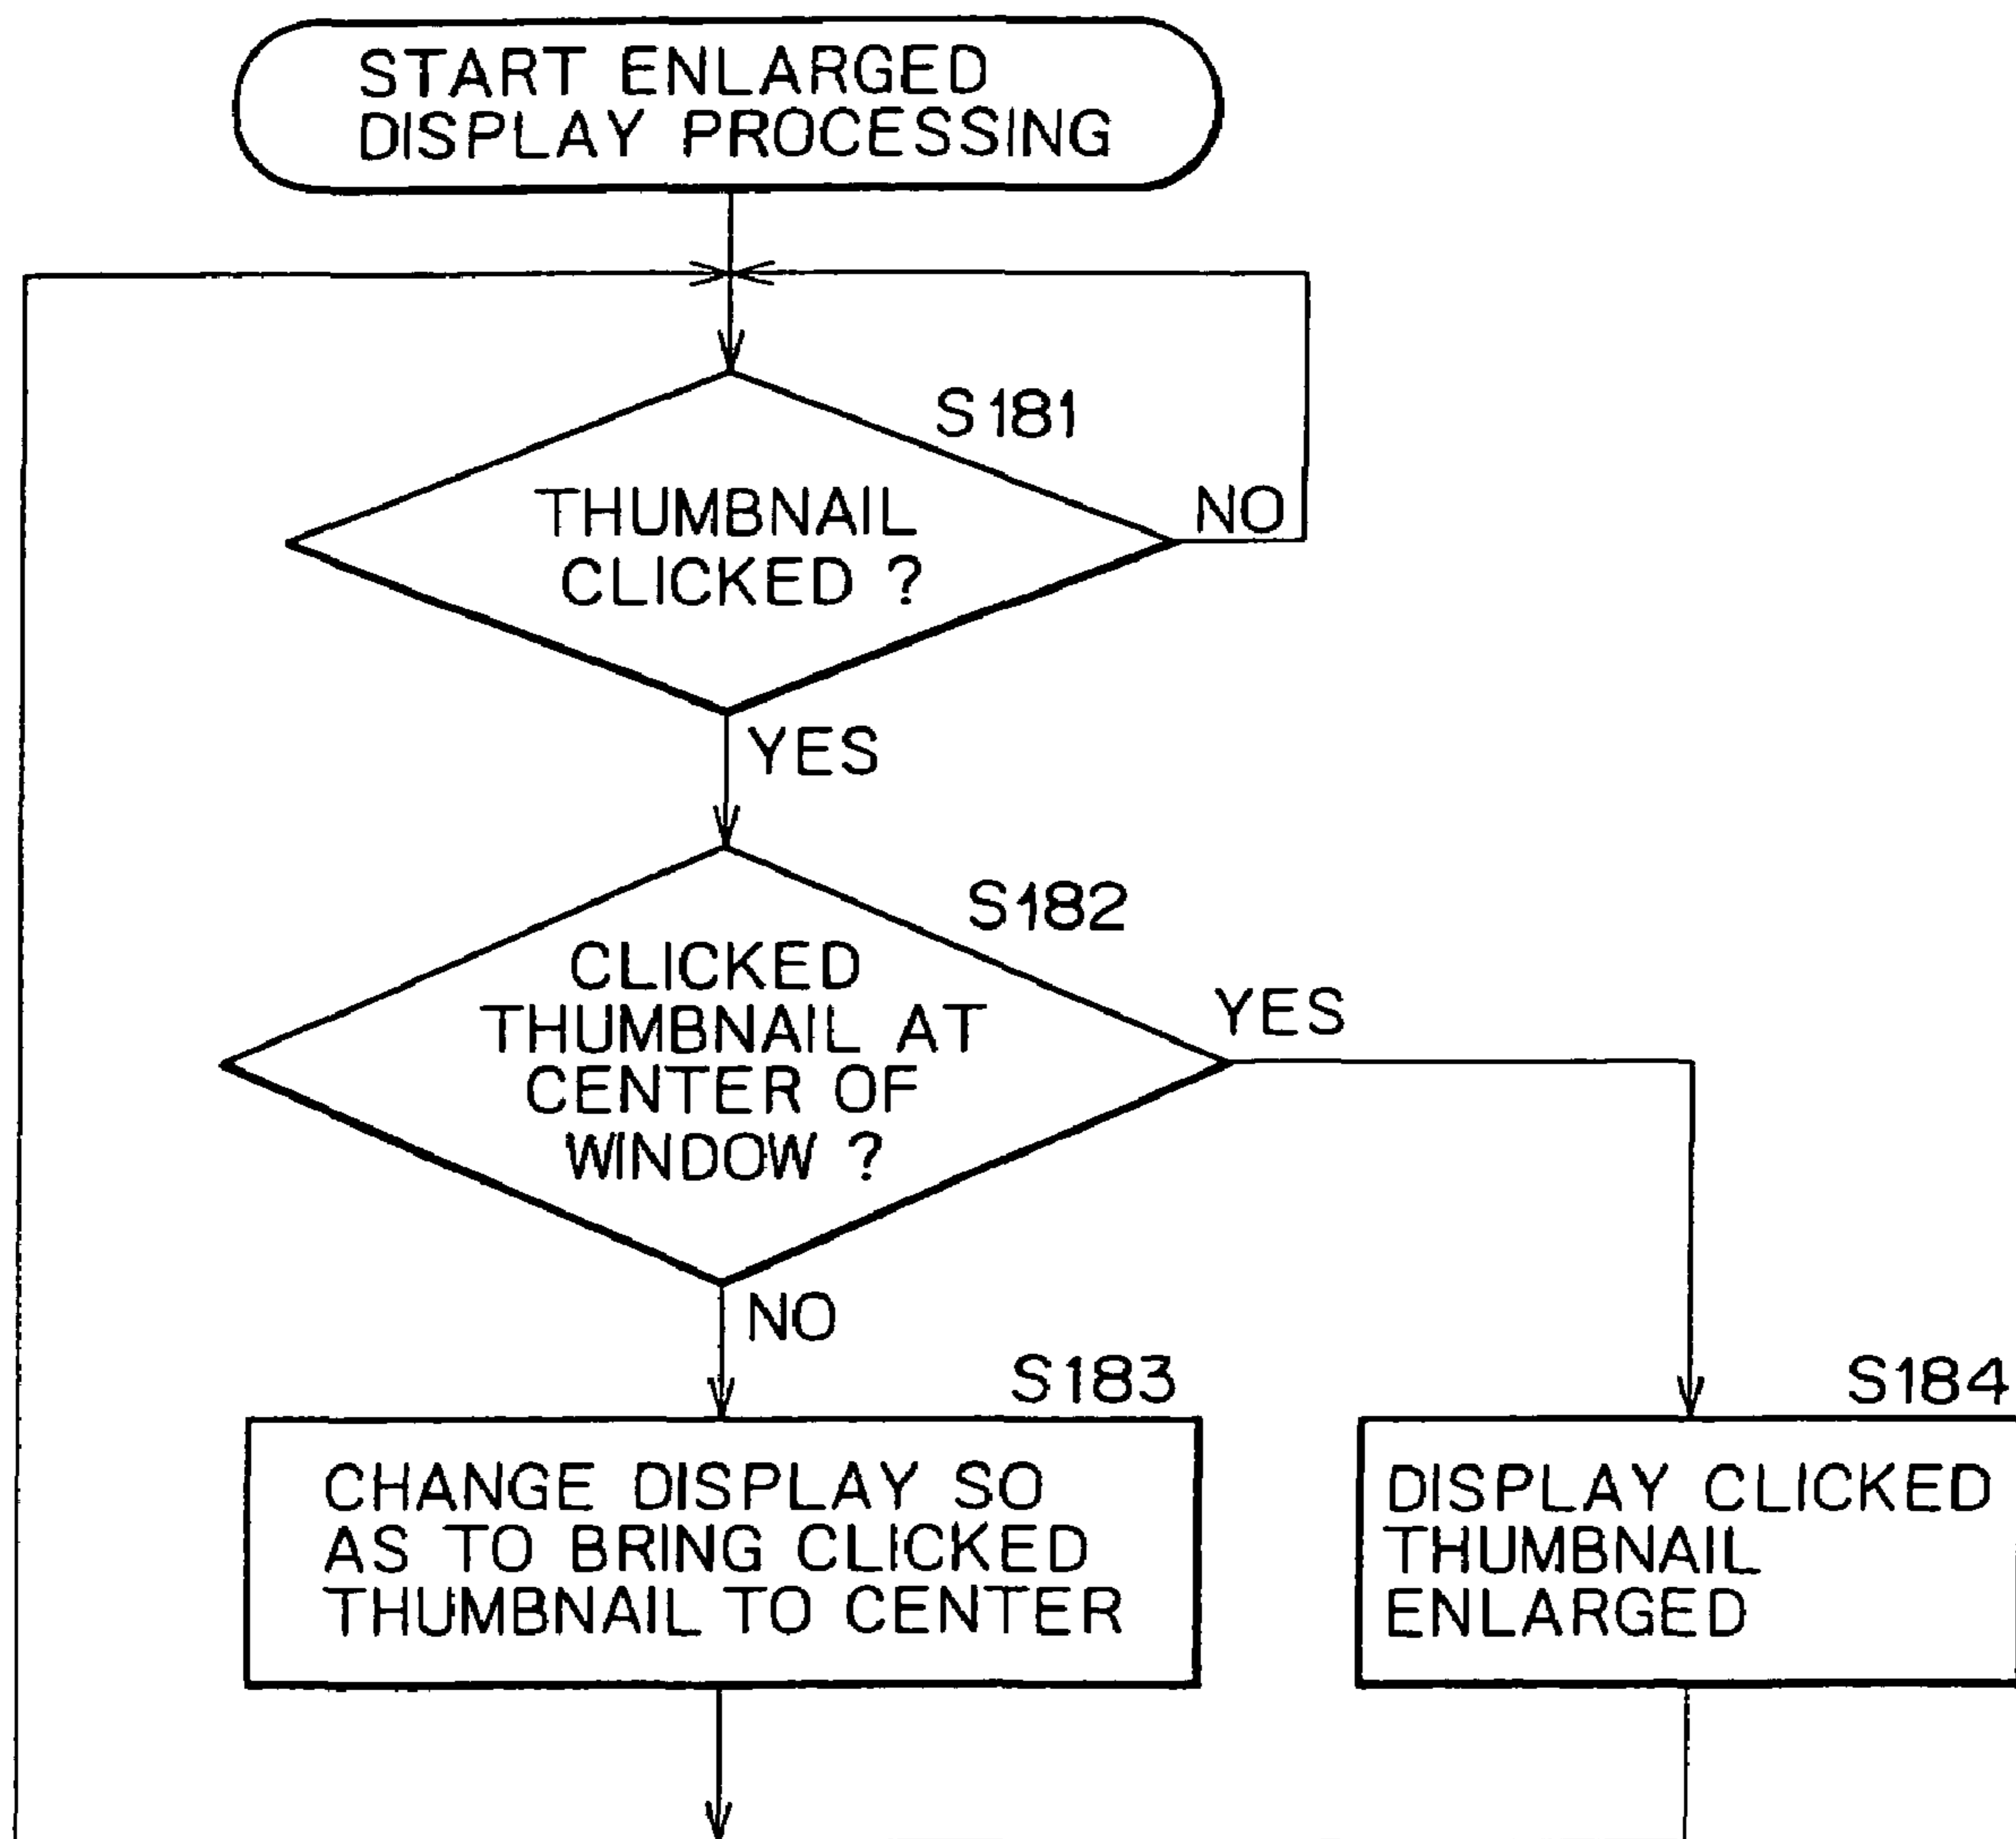 START ENLARGED
DISPLAY PROCESSING
S181
THUMBNAIL
CLICKED ?
NO
YES
S182
CLICKED
THUMBNAIL AT
CENTER OF
WINDOW ?
YES
NO
S183
CHANGE DISPLAY SO
AS TO BRING CLICKED
THUMBNAIL TO CENTER
S184
DISPLAY CLICKED
THUMBNAIL
ENLARGED